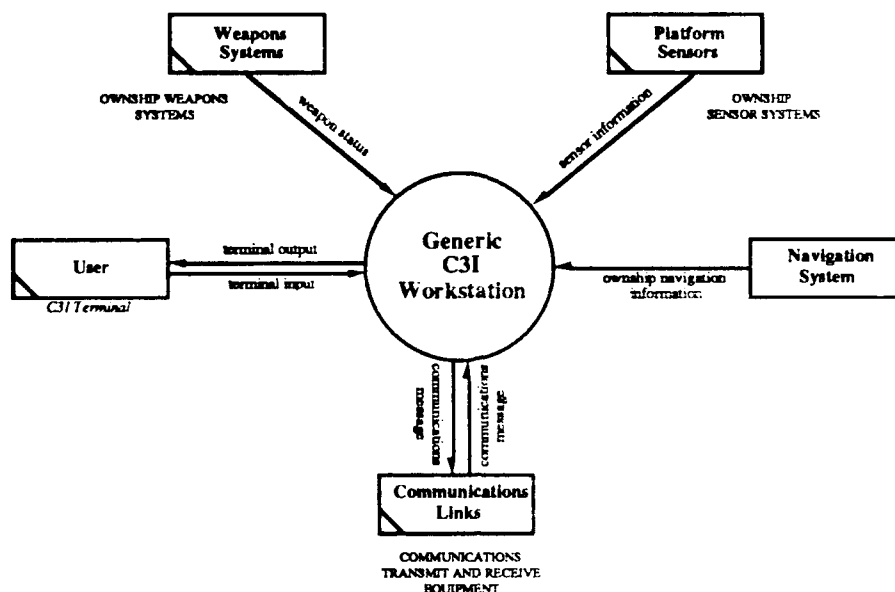 Weapons
Systems
OWNSHIP WEAPONS
SYSTEMS
weapon status
Platform
Sensors
OWNSHIP
SENSOR SYSTEMS
sensor information
User
C3I Terminal
terminal output
terminal input
Generic
C3I
Workstation
Navigation
System
ownship navigation
information
communications
message
communications
message
Communications
Links
COMMUNICATIONS
TRANSMIT AND RECEIVE
EQUIPMENT